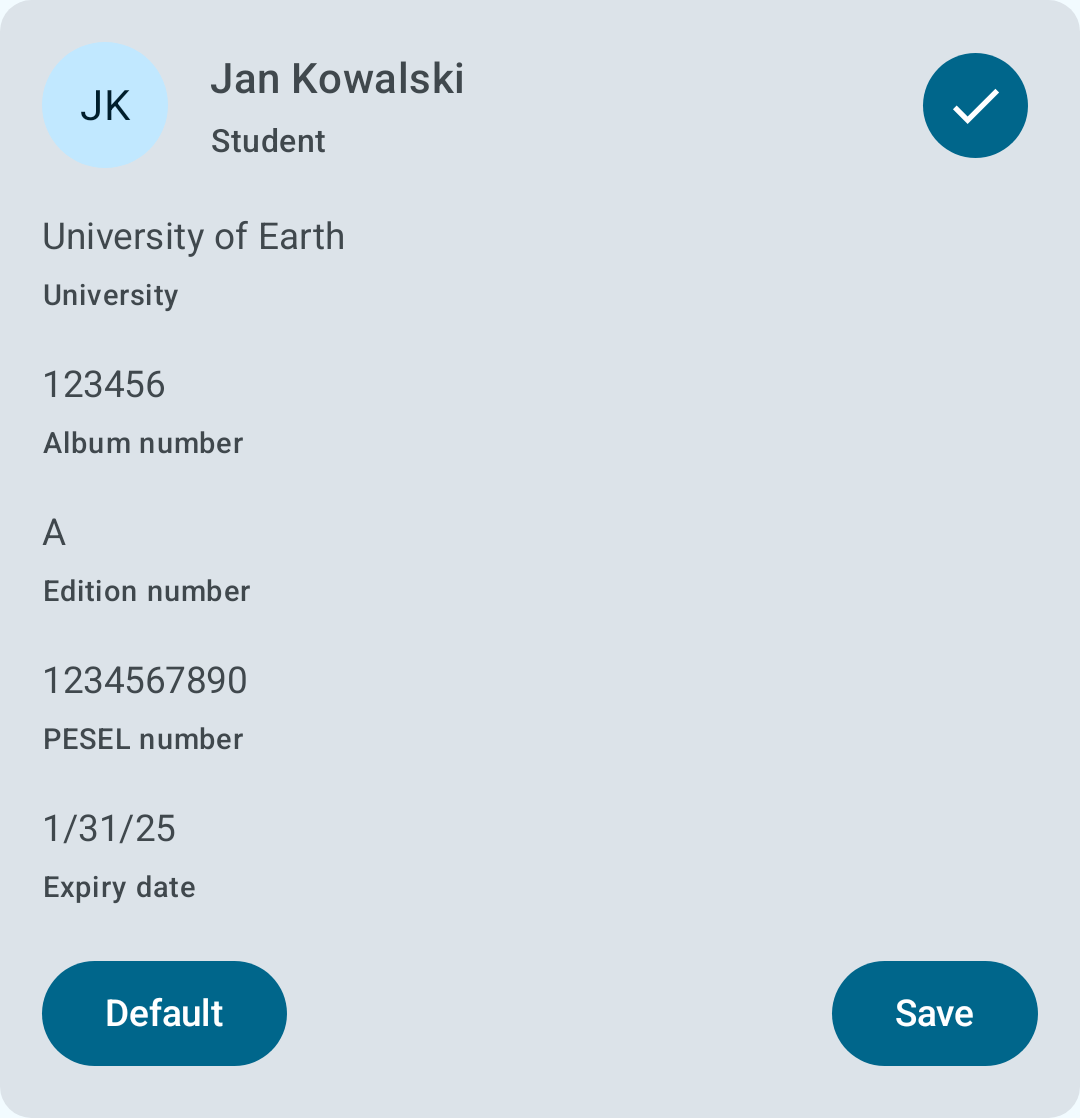 JK
Jan Kowalski
Student
University of Earth
University
123456
Album number
A
Edition number
1234567890
PESEL number
1/31/25
Expiry date
Default
Save